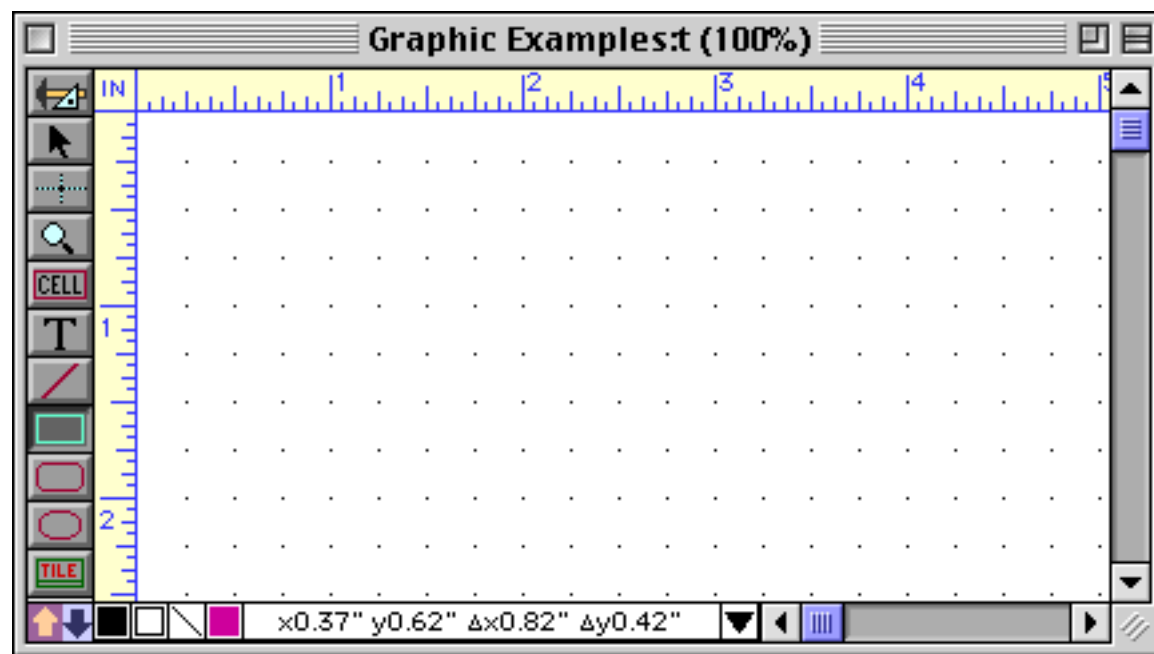 Graphic Examples:t (100%)
IN 1 2 3 4 5
CELL
T
1
2
TILE
x0.37" y0.62" Δx0.82" Δy0.42"